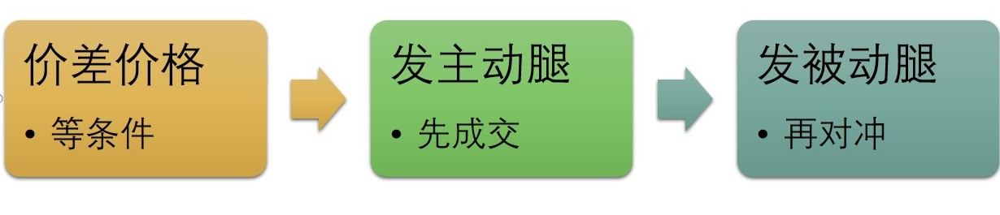 价差价格
• 等条件
发主动腿
• 先成交
发被动腿
• 再对冲